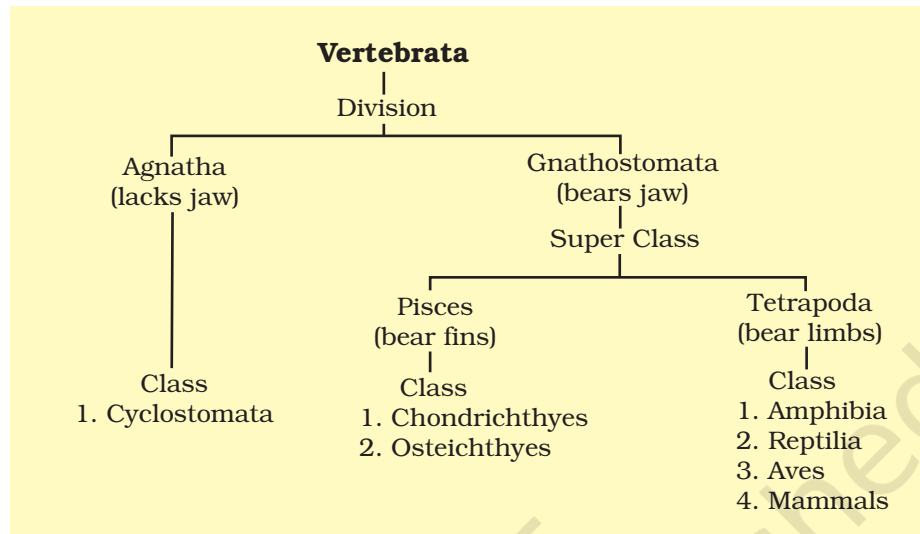 Vertebrata
Division
Agnatha
(lacks jaw)
Gnathostomata
(bears jaw)
Super Class
Pisces
(bear fins)
Tetrapoda
(bear limbs)
Class
1. Cyclostomata
Class
1. Chondrichthyes
2. Osteichthyes
Class
1. Amphibia
2. Reptilia
3. Aves
4. Mammals